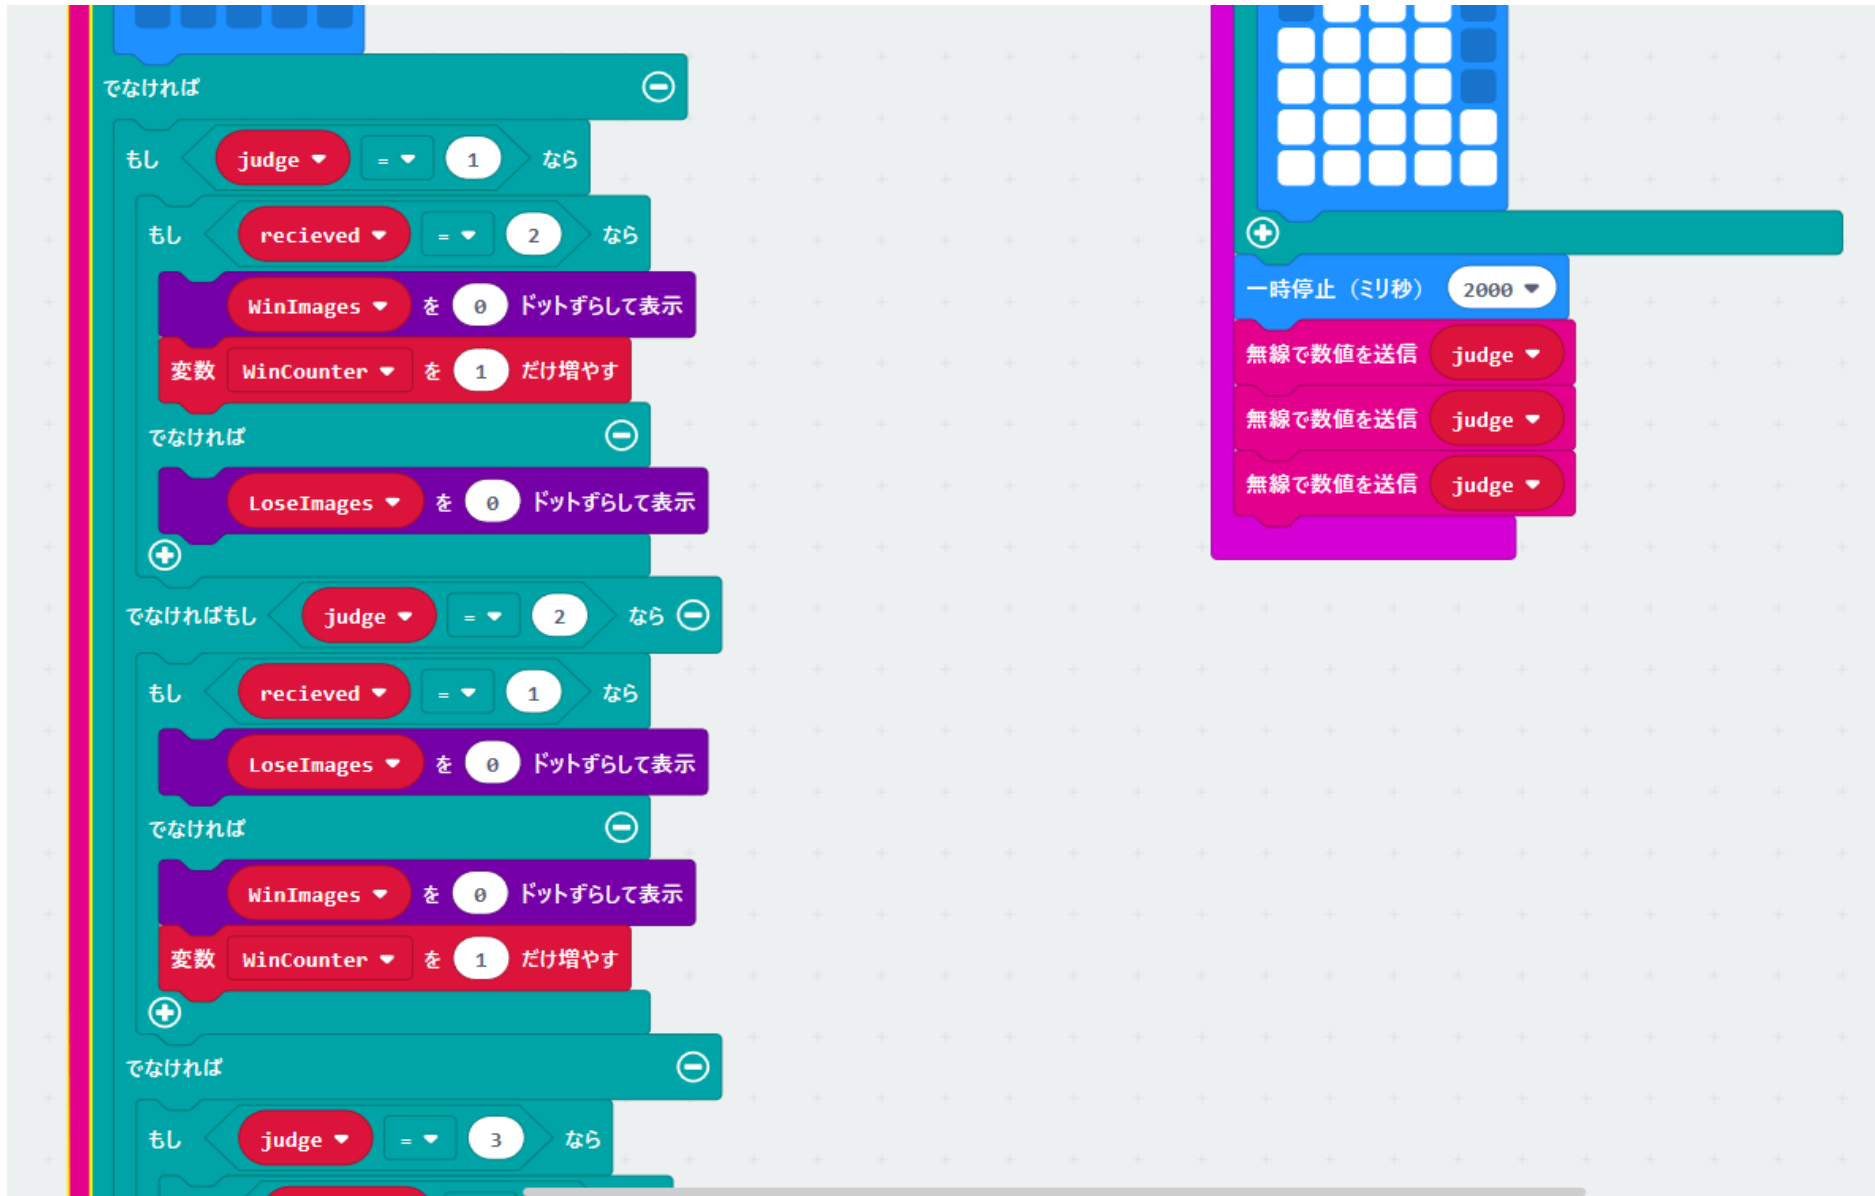 でなければ
もし judge = 1 なら
もし recieved = 2 なら
WinImages を 0 ドットずらして表示
変数 WinCounter を 1 だけ増やす
でなければ
LoseImages を 0 ドットずらして表示
でなければもし judge = 2 なら
もし recieved = 1 なら
LoseImages を 0 ドットずらして表示
でなければ
WinImages を 0 ドットずらして表示
変数 WinCounter を 1 だけ増やす
でなければ
もし judge = 3 なら
一時停止（ミリ秒） 2000
無線で数値を送信 judge
無線で数値を送信 judge
無線で数値を送信 judge